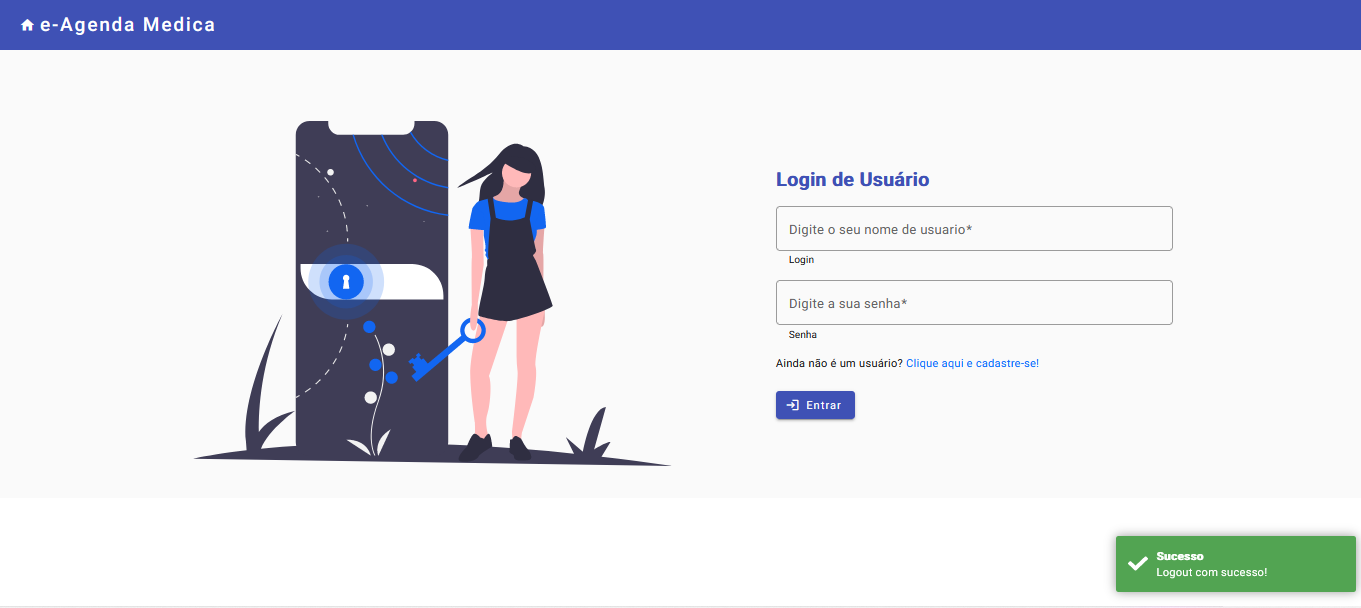 e-Agenda Medica
Login de Usuário
Digite o seu nome de usuario*
Login
Digite a sua senha*
Senha
Ainda não é um usuário? Clique aqui e cadastre-se!
Entrar
Sucesso
Logout com sucesso!